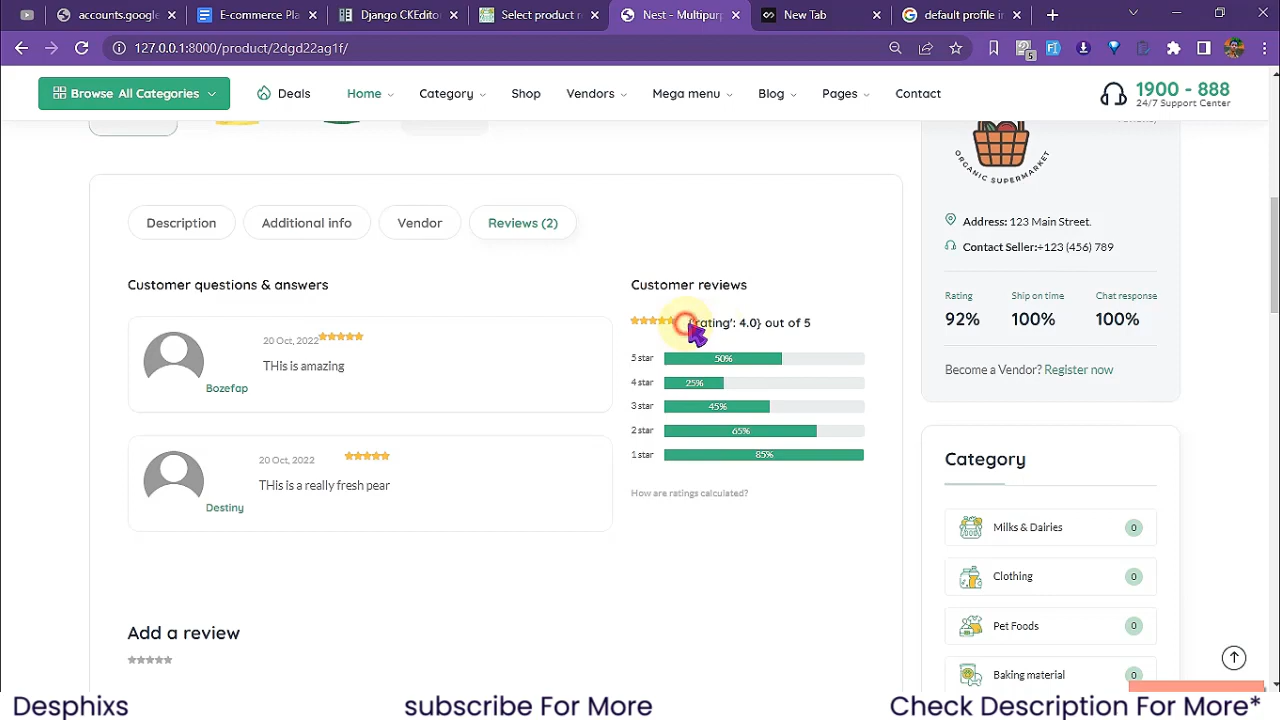 accounts.google
E-commerce Pla
Django CKEdito
Select product re
Nest - Multipurp
New Tab
default profile in
127.0.0.1:8000/product/2dgd22ag1f/
5
Browse All Categories
Deals
Home
Category
Shop
Vendors
Mega menu
Blog
Pages
Contact
1900 - 888
24/7 Support Center
ORGANIC SUPERMARKET
Address: 123 Main Street.
Contact Seller:+123 (456) 789
Rating
Ship on time
Chat response
92%
100%
100%
Become a Vendor? Register now
Description
Additional info
Vendor
Reviews (2)
Customer questions & answers
20 Oct, 2022
THis is amazing
Bozefap
20 Oct, 2022
THis is a really fresh pear
Destiny
Customer reviews
{'rating': 4.0} out of 5
5 star 50%
4 star 25%
3 star 45%
2 star 65%
1 star 85%
How are ratings calculated?
Category
Milks & Dairies 0
Clothing 0
Pet Foods 0
Baking material 0
Add a review
Desphixs
subscribe For More
Check Description For More*